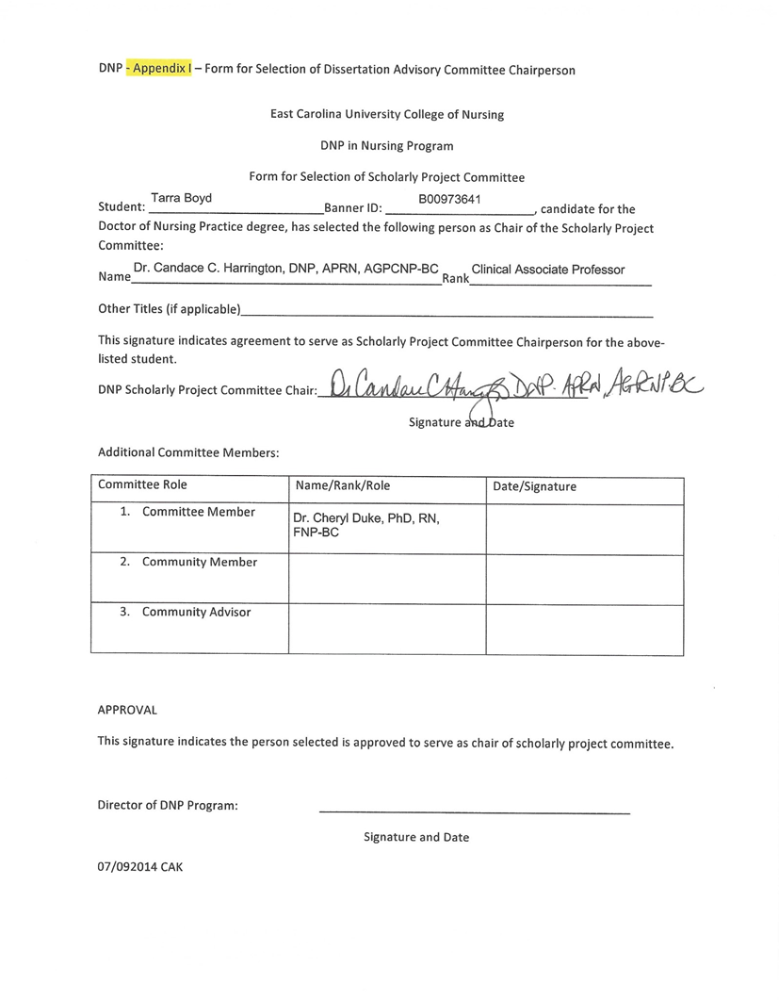 DNP - Appendix I – Form for Selection of Dissertation Advisory Committee Chairperson
East Carolina University College of Nursing
DNP in Nursing Program
Form for Selection of Scholarly Project Committee
Student: Tarra Boyd Banner ID: B00973641, candidate for the
Doctor of Nursing Practice degree, has selected the following person as Chair of the Scholarly Project
Committee:
Name Dr. Candace C. Harrington, DNP, APRN, AGPCNP-BC Rank Clinical Associate Professor
Other Titles (if applicable)
This signature indicates agreement to serve as Scholarly Project Committee Chairperson for the above-
listed student.
DNP Scholarly Project Committee Chair: Dr Candace C DNP. APRN, AGPCNP-BC
Signature and Date
Additional Committee Members:
Committee Role Name/Rank/Role Date/Signature
1. Committee Member Dr. Cheryl Duke, PhD, RN,
FNP-BC
2. Community Member
3. Community Advisor
APPROVAL
This signature indicates the person selected is approved to serve as chair of scholarly project committee.
Director of DNP Program:
Signature and Date
07/092014 CAK